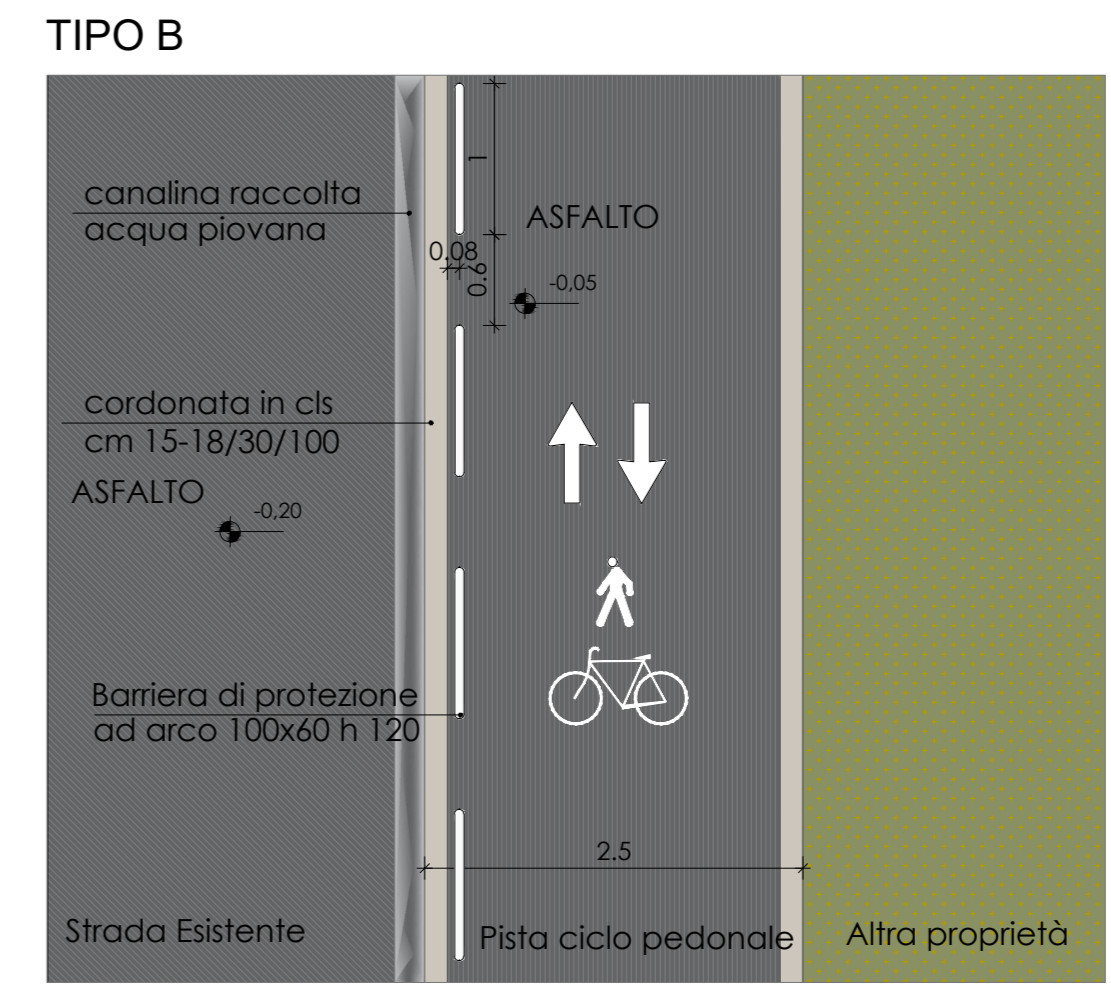 TIPO B
canalina raccolta
acqua piovana
1
ASFALTO
0.08
0.6
-0,05
cordonata in cls
cm 15-18/30/100
ASFALTO
-0,20
Barriera di protezione
ad arco 100x60 h 120
2.5
Strada Esistente
Pista ciclo pedonale
Altra proprietà